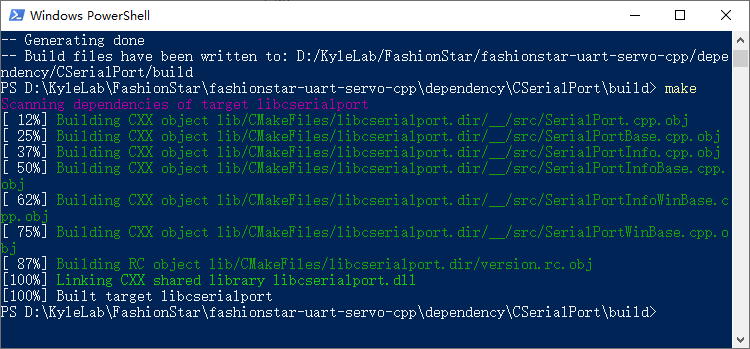 Windows PowerShell
-- Generating done
-- Build files have been written to: D:/KyleLab/FashionStar/fashionstar-uart-servo-cpp/depe
ndency/CSerialPort/build
PS D:\KyleLab\FashionStar\fashionstar-uart-servo-cpp\dependency\CSerialPort\build> make
Scanning dependencies of target libcserialport
[ 12%] Building CXX object lib/CMakeFiles/libcserialport.dir/__/src/SerialPort.cpp.obj
[ 25%] Building CXX object lib/CMakeFiles/libcserialport.dir/__/src/SerialPortBase.cpp.obj
[ 37%] Building CXX object lib/CMakeFiles/libcserialport.dir/__/src/SerialPortInfo.cpp.obj
[ 50%] Building CXX object lib/CMakeFiles/libcserialport.dir/__/src/SerialPortInfoBase.cpp.
obj
[ 62%] Building CXX object lib/CMakeFiles/libcserialport.dir/__/src/SerialPortInfoWinBase.c
pp.obj
[ 75%] Building CXX object lib/CMakeFiles/libcserialport.dir/__/src/SerialPortWinBase.cpp.o
bj
[ 87%] Building RC object lib/CMakeFiles/libcserialport.dir/version.rc.obj
[100%] Linking CXX shared library libcserialport.dll
[100%] Built target libcserialport
PS D:\KyleLab\FashionStar\fashionstar-uart-servo-cpp\dependency\CSerialPort\build>